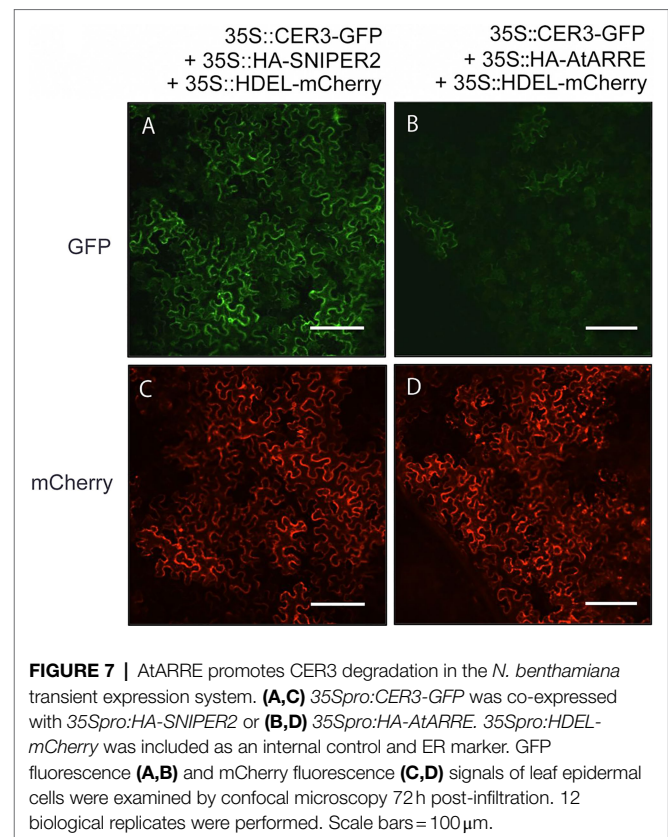 35S::CER3-GFP
+ 35S::HA-SNIPER2
+ 35S::HDEL-mCherry
35S::CER3-GFP
+ 35S::HA-AtARRE
+ 35S::HDEL-mCherry
A
B
GFP
C
D
mCherry
FIGURE 7 | AtARRE promotes CER3 degradation in the N. benthamiana
transient expression system. (A,C) 35Spro:CER3-GFP was co-expressed
with 35Spro:HA-SNIPER2 or (B,D) 35Spro:HA-AtARRE. 35Spro:HDEL-
mCherry was included as an internal control and ER marker. GFP
fluorescence (A,B) and mCherry fluorescence (C,D) signals of leaf epidermal
cells were examined by confocal microscopy 72 h post-infiltration. 12
biological replicates were performed. Scale bars = 100 μm.